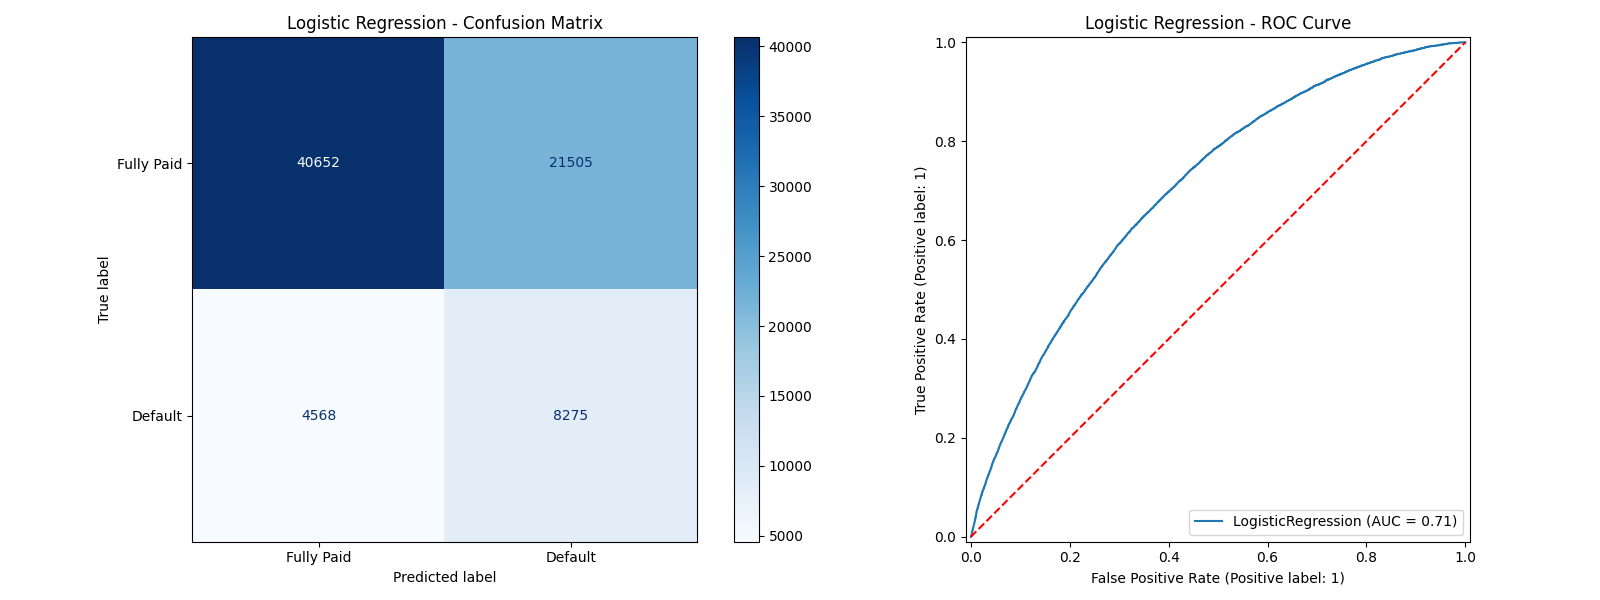 Logistic Regression - Confusion Matrix
Fully Paid
Default
True label
40652
21505
4568
8275
Fully Paid
Default
Predicted label
40000
35000
30000
25000
20000
15000
10000
5000
Logistic Regression - ROC Curve
True Positive Rate (Positive label: 1)
1.0
0.8
0.6
0.4
0.2
0.0
LogisticRegression (AUC = 0.71)
0.0
0.2
0.4
0.6
0.8
1.0
False Positive Rate (Positive label: 1)